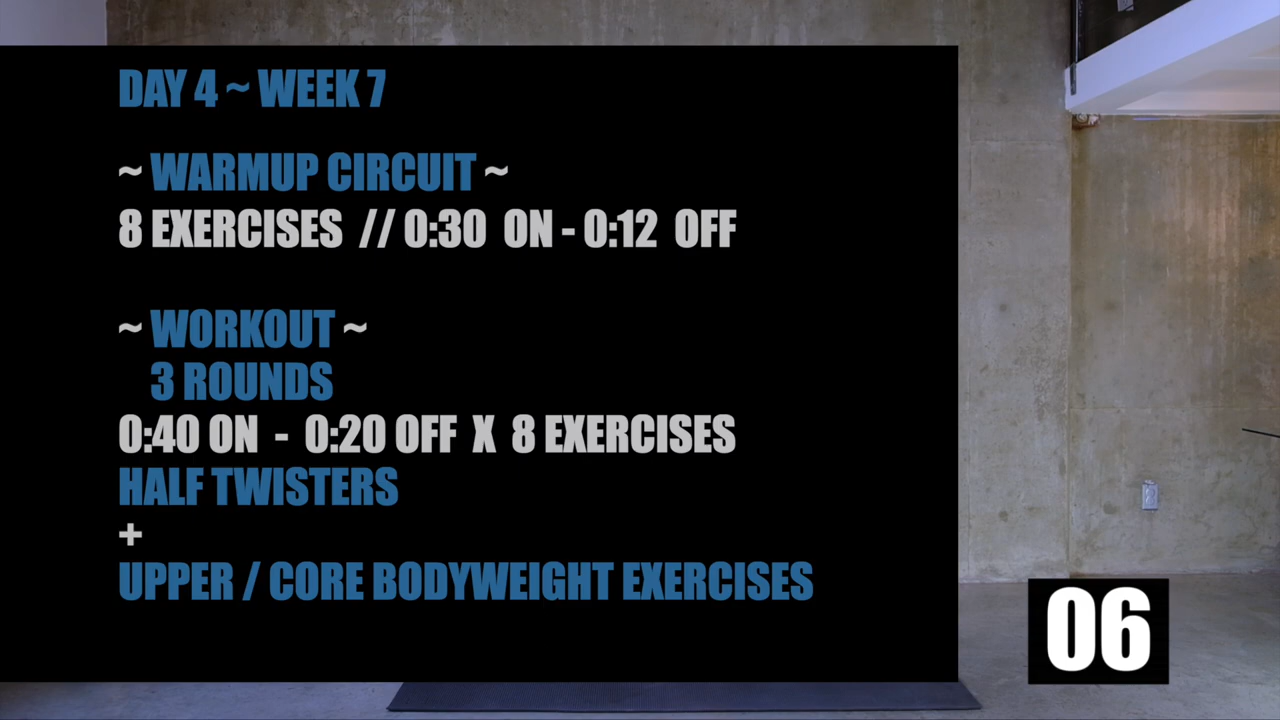 DAY 4 ~ WEEK 7
~ WARMUP CIRCUIT ~
8 EXERCISES // 0:30 ON - 0:12 OFF
~ WORKOUT ~
3 ROUNDS
0:40 ON - 0:20 OFF X 8 EXERCISES
HALF TWISTERS
+
UPPER / CORE BODYWEIGHT EXERCISES
06